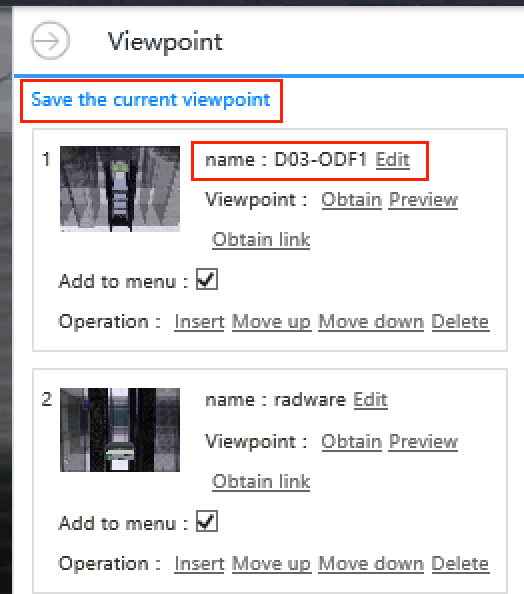 Viewpoint
Save the current viewpoint
1
name : D03-ODF1 Edit
Viewpoint : Obtain Preview
Obtain link
Add to menu :
Operation : Insert Move up Move down Delete
2
name : radware Edit
Viewpoint : Obtain Preview
Obtain link
Add to menu :
Operation : Insert Move up Move down Delete